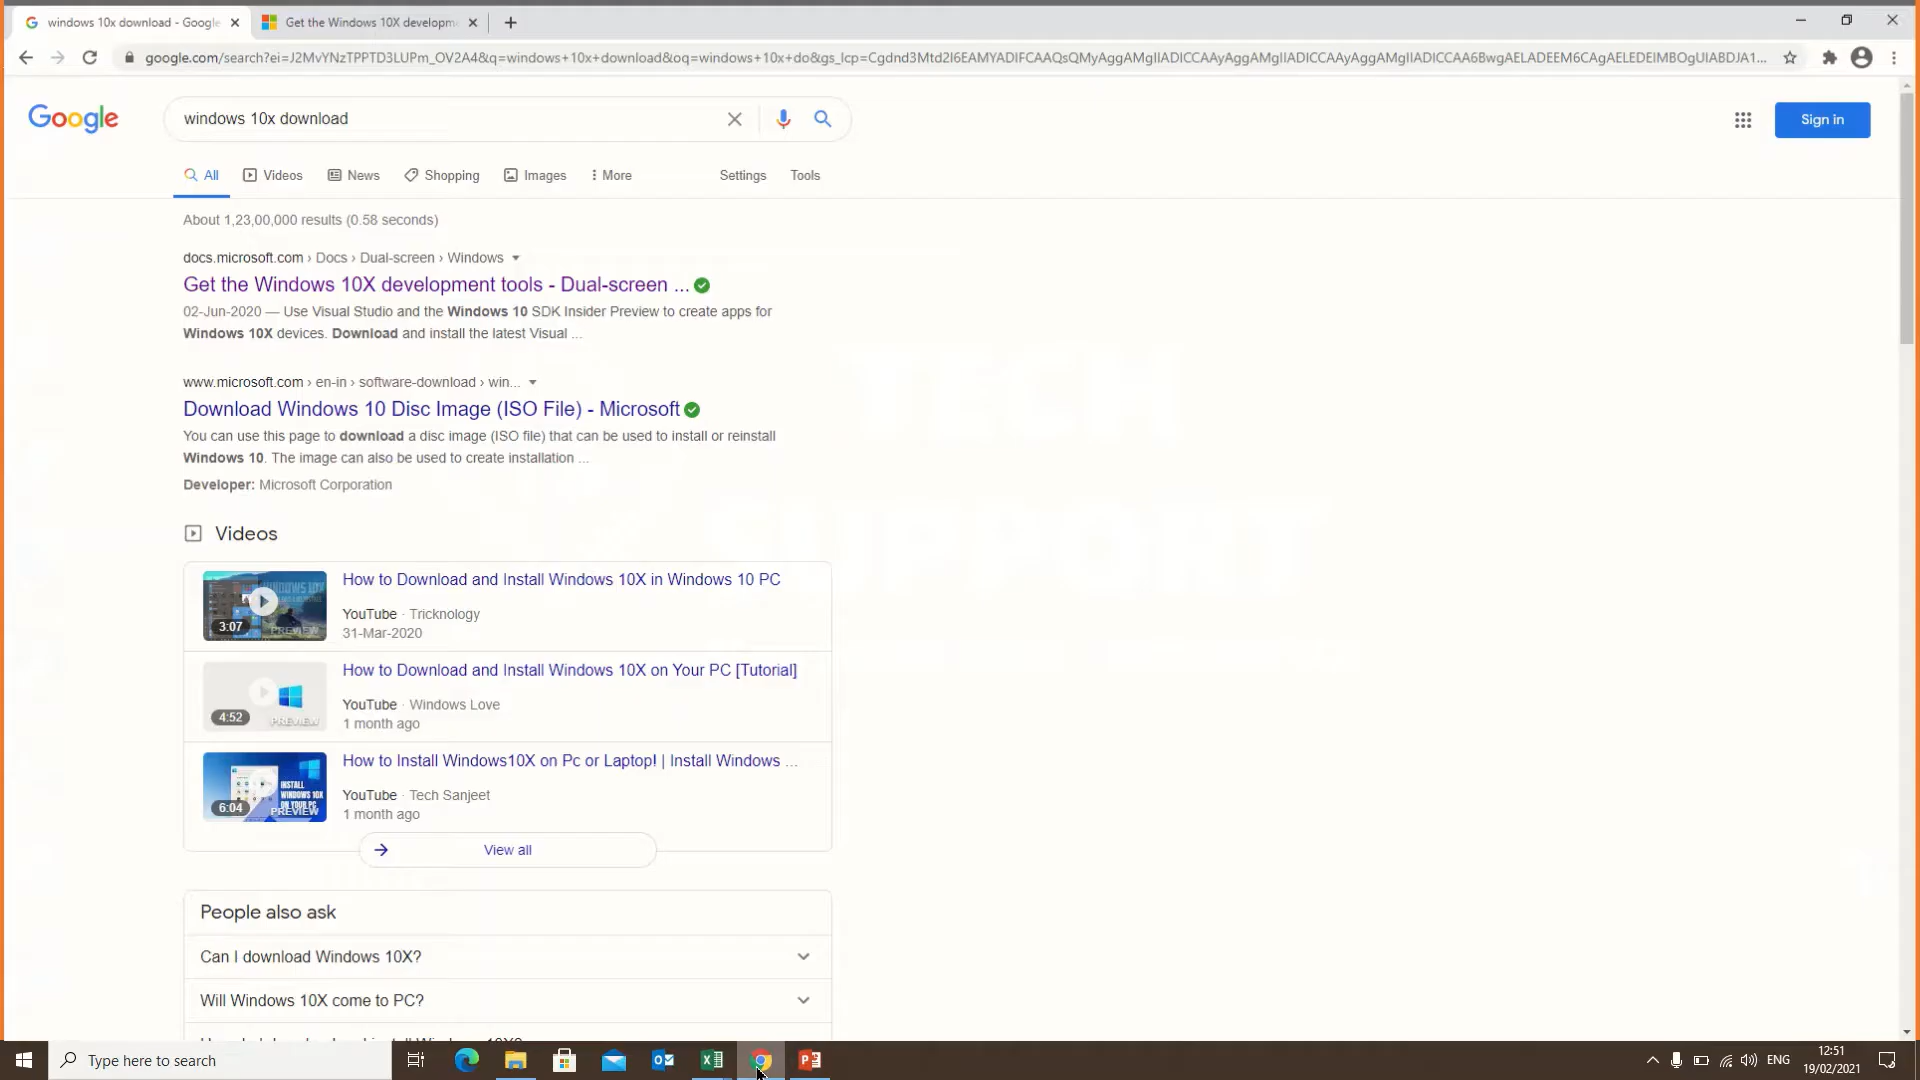 windows 10x download - Google
Get the Windows 10X developm
google.com/search?ei=J2MvYNzTPPTD3LUPm_OV2A4&q=windows+10x+download&oq=windows+10x+do&gs_lcp=Cgdnd3Mtd2l6EAMYADIFCAAQsQMyAggAMgIIADICCAAyAggAMgIIADICCAAyAggAMgIIADICCAA6BwgAELADEEM6CAgAELEDEIMBOgUIABDJA1...
Google
windows 10x download
Sign in
All
Videos
News
Shopping
Images
More
Settings
Tools
About 1,23,00,000 results (0.58 seconds)
docs.microsoft.com › Docs › Dual-screen › Windows
Get the Windows 10X development tools - Dual-screen ...
02-Jun-2020 — Use Visual Studio and the Windows 10 SDK Insider Preview to create apps for
Windows 10X devices. Download and install the latest Visual ...
www.microsoft.com › en-in › software-download › win...
Download Windows 10 Disc Image (ISO File) - Microsoft
You can use this page to download a disc image (ISO file) that can be used to install or reinstall
Windows 10. The image can also be used to create installation ...
Developer: Microsoft Corporation
TECH
SUPPORT
Videos
How to Download and Install Windows 10X in Windows 10 PC
YouTube · Tricknology
31-Mar-2020
3:07
PREVIEW
How to Download and Install Windows 10X on Your PC [Tutorial]
YouTube · Windows Love
1 month ago
4:52
PREVIEW
How to Install Windows10X on Pc or Laptop! | Install Windows ...
YouTube · Tech Sanjeet
1 month ago
INSTALL
WINDOWS 10X
ON YOUR PC
6:04
PREVIEW
View all
People also ask
Can I download Windows 10X?
Will Windows 10X come to PC?
Type here to search
ENG
12:51
19/02/2021